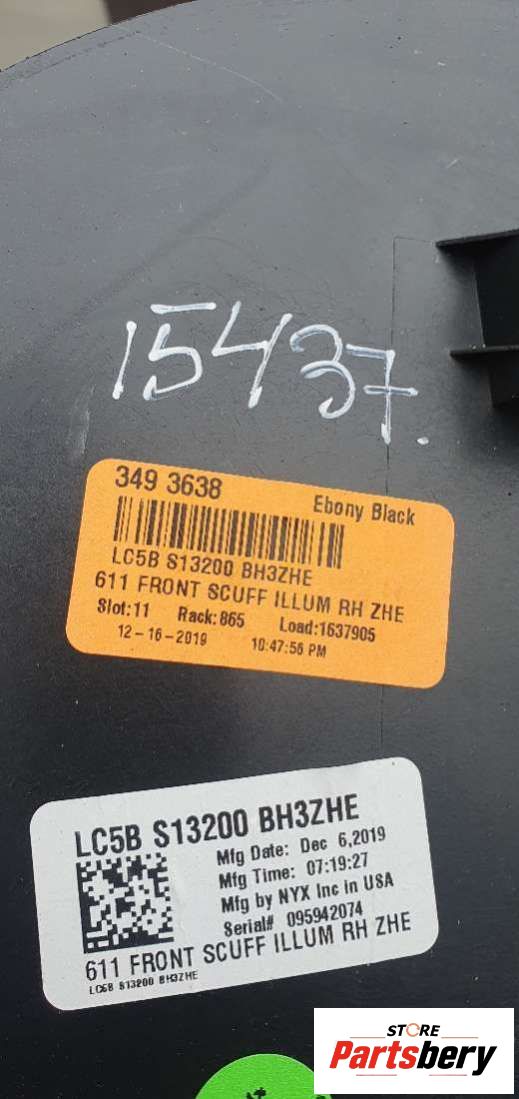 15437.
349 3638
Ebony Black
LC5B S13200 BH3ZHE
611 FRONT SCUFF ILLUM RH ZHE
Slot:11 Rack:865 Load:1637905
12-16-2019 10:47:56 PM
LC5B S13200 BH3ZHE
Mfg Date: Dec 6,2019
Mfg Time: 07:19:27
Mfg by NYX Inc in USA
Serial# 095942074
611 FRONT SCUFF ILLUM RH ZHE
LC5B S13200 BH3ZHE
STORE
Partsbery